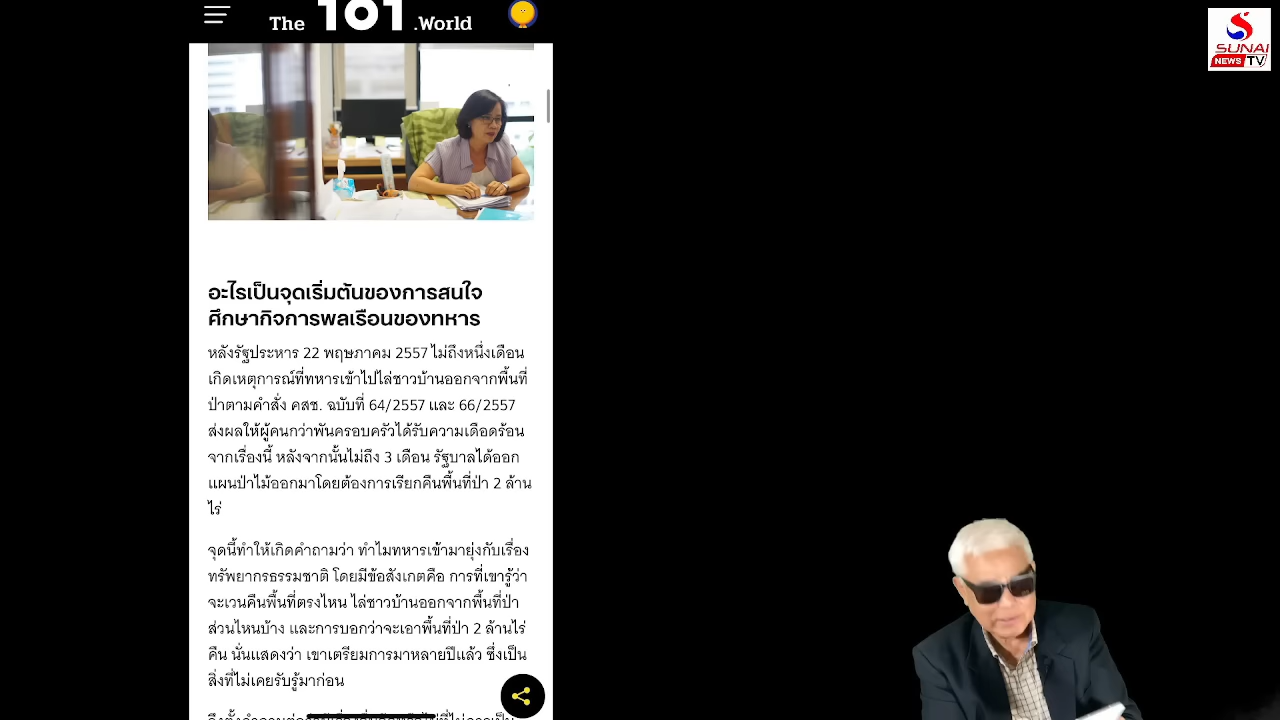 The 101 .World
SUNAI
NEWS TV
อะไรเป็นจุดเริ่มต้นของการสนใจ
ศึกษากิจการพลเรือนของทหาร
หลังรัฐประหาร 22 พฤษภาคม 2557 ไม่ถึงหนึ่งเดือน
เกิดเหตุการณ์ที่ทหารเข้าไปไล่ชาวบ้านออกจากพื้นที่
ป่าตามคำสั่ง คสช. ฉบับที่ 64/2557 และ 66/2557
ส่งผลให้ผู้คนกว่าพันครอบครัวได้รับความเดือดร้อน
จากเรื่องนี้ หลังจากนั้นไม่ถึง 3 เดือน รัฐบาลได้ออก
แผนป่าไม้ออกมาโดยต้องการเรียกคืนพื้นที่ป่า 2 ล้าน
ไร่
จุดนี้ทำให้เกิดคำถามว่า ทำไมทหารเข้ามายุ่งกับเรื่อง
ทรัพยากรธรรมชาติ โดยมีข้อสังเกตคือ การที่เขารู้ว่า
จะเวนคืนพื้นที่ตรงไหน ไล่ชาวบ้านออกจากพื้นที่ป่า
ส่วนไหนบ้าง และการบอกว่าจะเอาพื้นที่ป่า 2 ล้านไร่
คืน นั่นแสดงว่า เขาเตรียมการมาหลายปีแล้ว ซึ่งเป็น
สิ่งที่ไม่เคยรับรู้มาก่อน